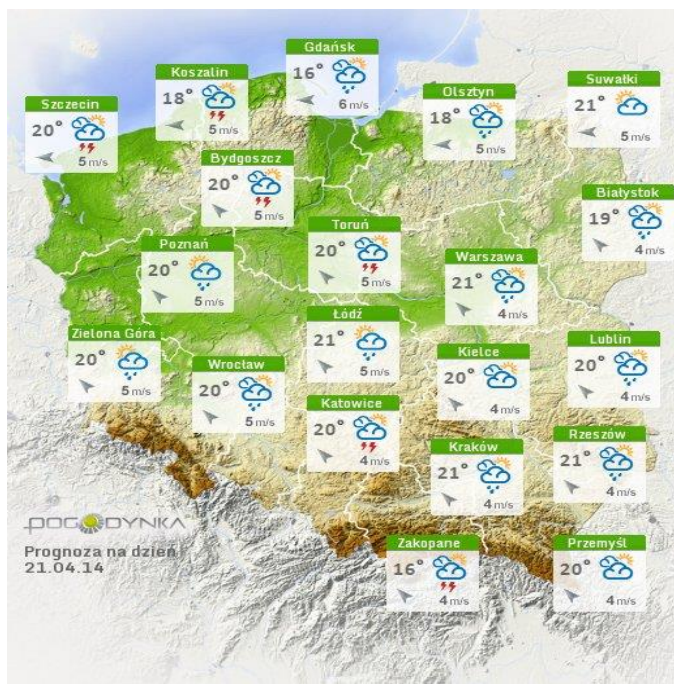 Gdańsk
16°
6 m/s
Koszalin
18°
5 m/s
Suwałki
21°
5 m/s
Olsztyn
18°
5 m/s
Szczecin
20°
5 m/s
Bydgoszcz
20°
5 m/s
Białystok
19°
4 m/s
Toruń
20°
5 m/s
Poznań
20°
5 m/s
Warszawa
21°
4 m/s
Łódź
21°
5 m/s
Zielona Góra
20°
5 m/s
Lublin
20°
4 m/s
Kielce
20°
4 m/s
Wrocław
20°
5 m/s
Katowice
20°
4 m/s
Rzeszów
21°
4 m/s
Kraków
21°
4 m/s
POGODYNKA
Prognoza na dzień
21.04.14
Zakopane
16°
4 m/s
Przemyśl
20°
4 m/s